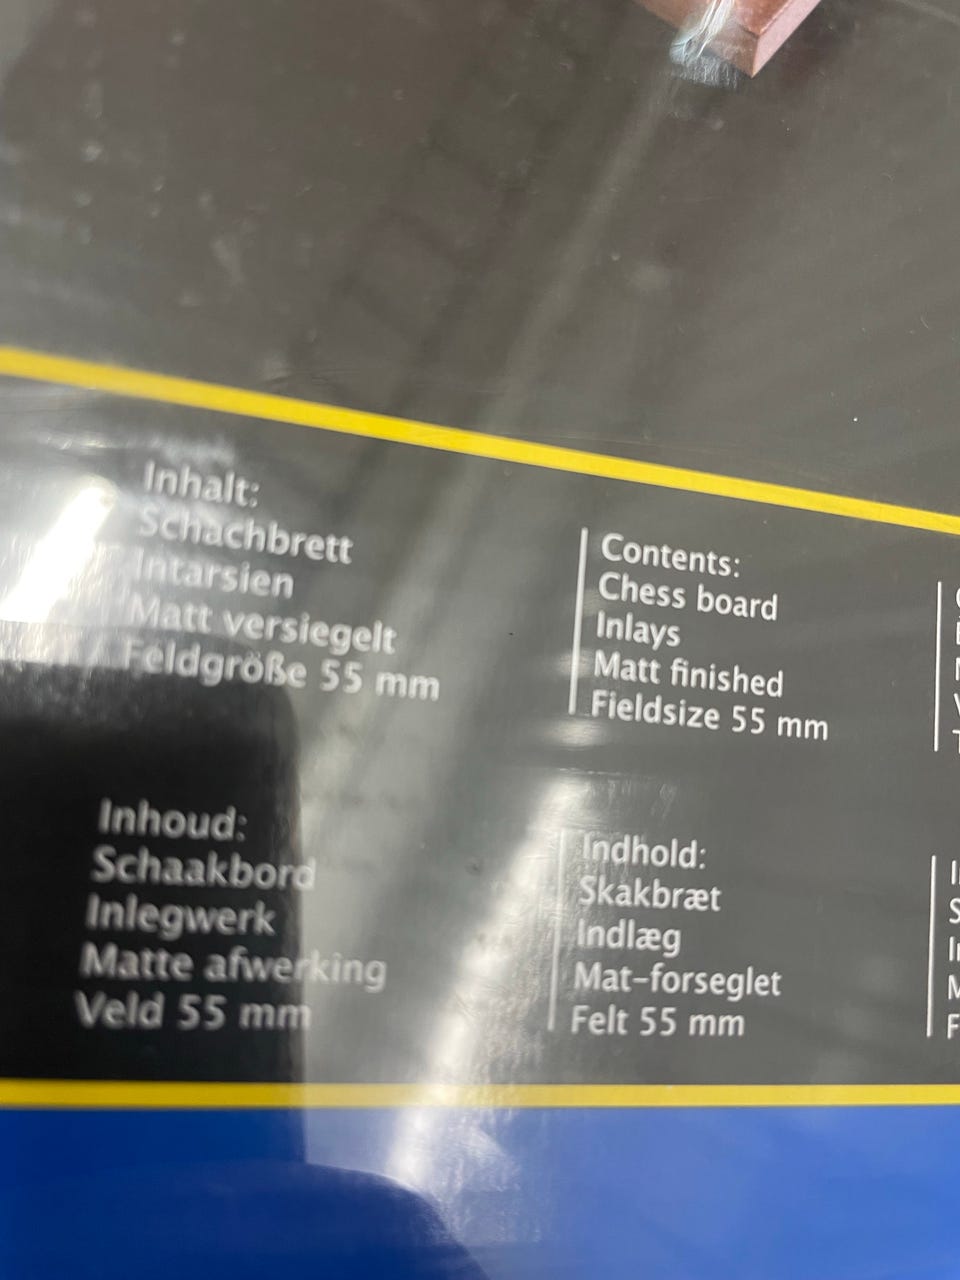 Inhalt:
Schachbrett
Intarsien
Matt versiegelt
Feldgröße 55 mm
Contents:
Chess board
Inlays
Matt finished
Fieldsize 55 mm
Inhoud:
Schaakbord
Inlegwerk
Matte afwerking
Veld 55 mm
Indhold:
Skakbræt
Indlæg
Mat-forseglet
Felt 55 mm